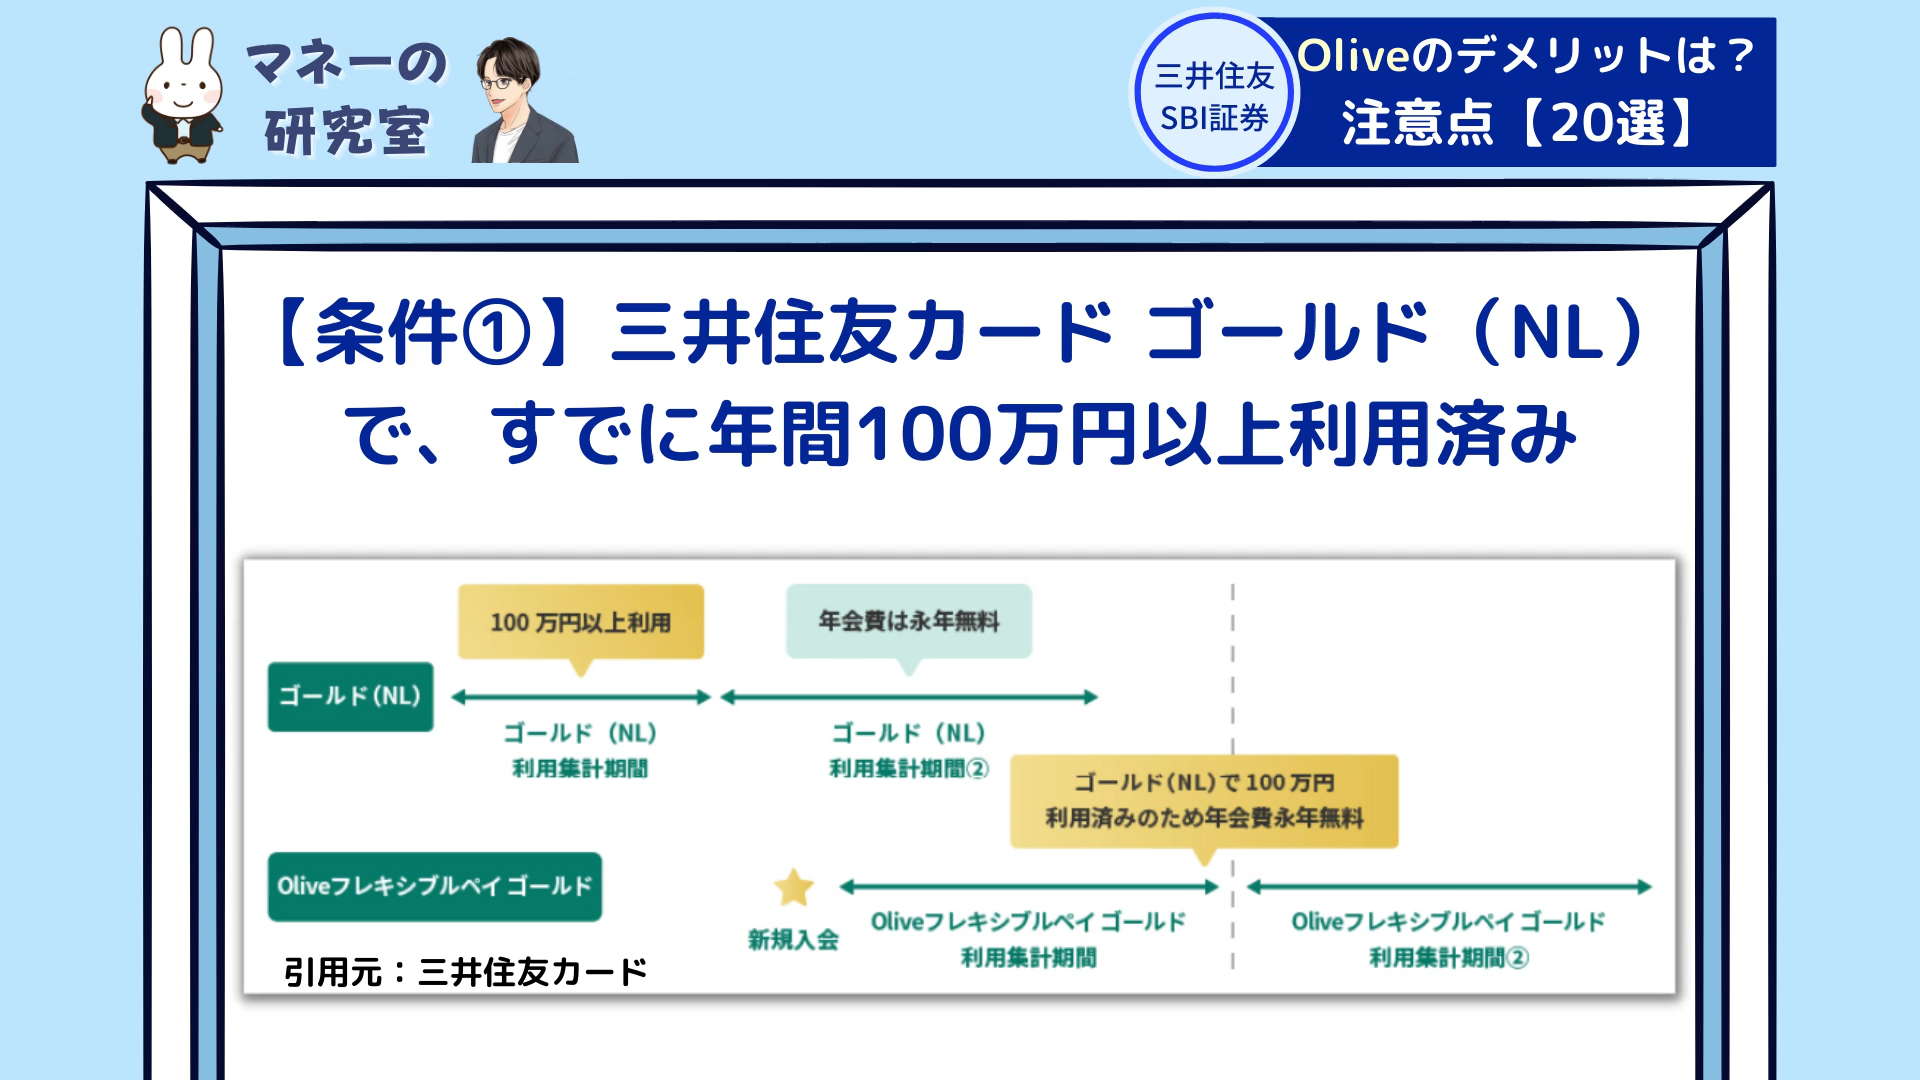 マネーの
研究室
三井住友
SBI証券
Oliveのデメリットは？
注意点【20選】
【条件①】三井住友カード ゴールド（NL）
で、すでに年間100万円以上利用済み
100 万円以上利用
年会費は永年無料
ゴールド(NL)
ゴールド（NL）
利用集計期間
ゴールド（NL）
利用集計期間②
ゴールド(NL)で100万円
利用済みのため年会費永年無料
Oliveフレキシブルペイ ゴールド
新規入会
Oliveフレキシブルペイ ゴールド
利用集計期間
Oliveフレキシブルペイ ゴールド
利用集計期間②
引用元：三井住友カード